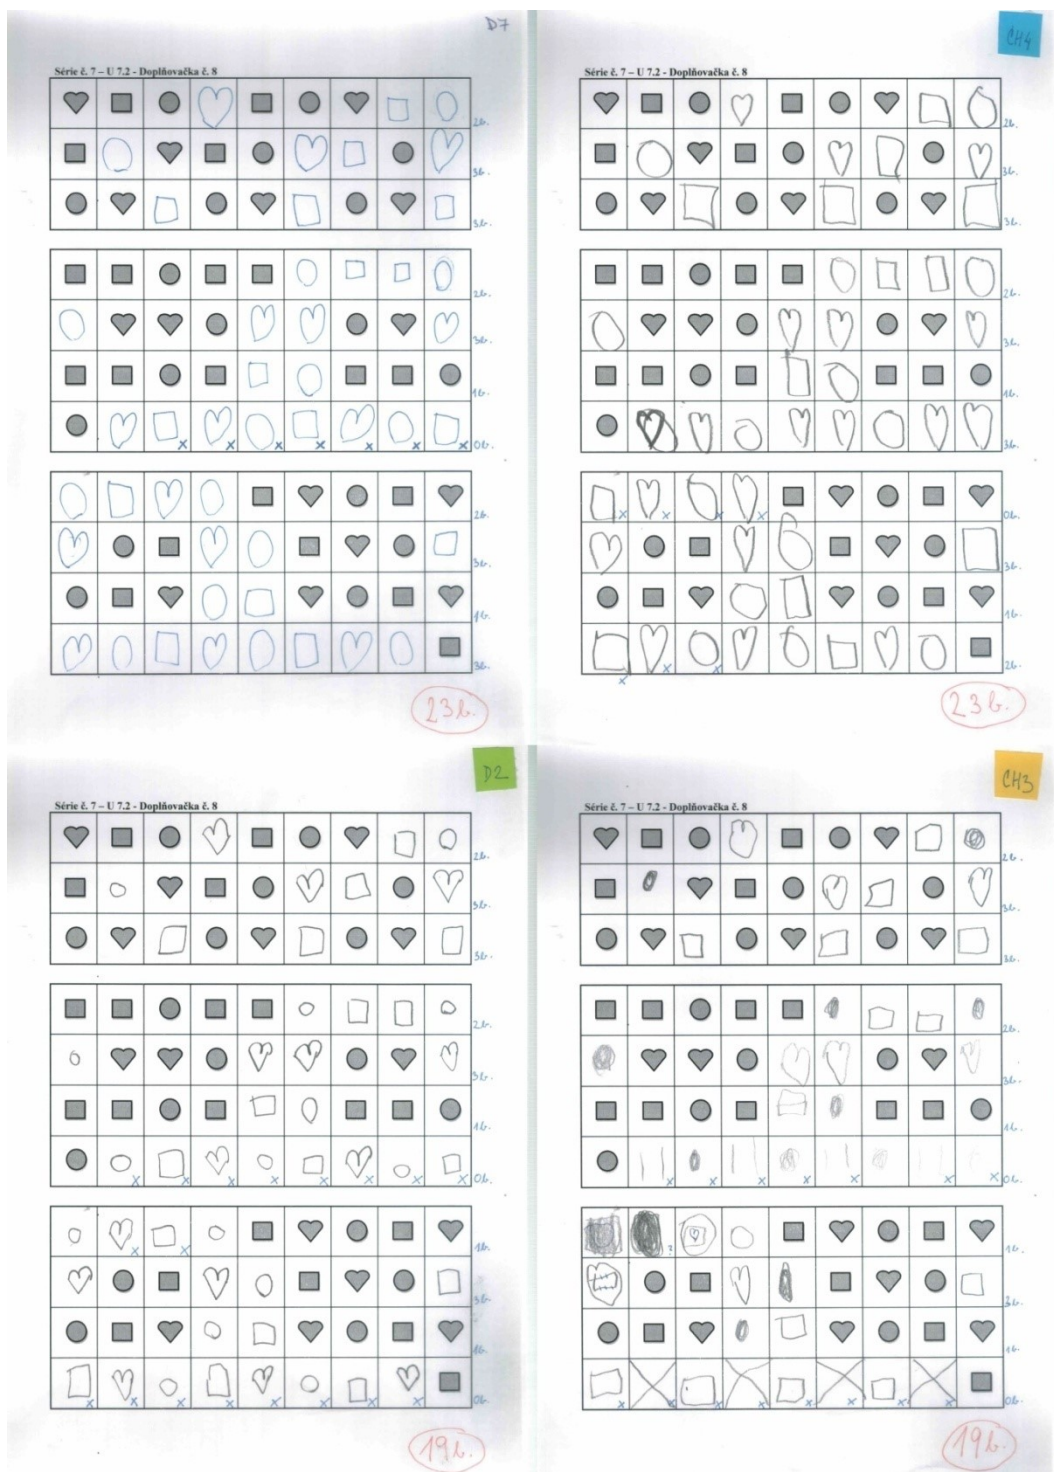 D7
Série č. 7 – U 7.2 - Doplňovačka č. 8
2b.
3b.
3b.
2b.
3b.
1b.
0b.
2b.
3b.
1b.
3b.
23b.
CH4
Série č. 7 – U 7.2 - Doplňovačka č. 8
2b.
3b.
3b.
2b.
3b.
1b.
3b.
0b.
3b.
1b.
2b.
23b.
D2
Série č. 7 – U 7.2 - Doplňovačka č. 8
2b.
3b.
3b.
2b.
3b.
1b.
0b.
1b.
3b.
1b.
0b.
19b.
CH3
Série č. 7 – U 7.2 - Doplňovačka č. 8
2b.
3b.
3b.
2b.
3b.
1b.
0b.
1b.
3b.
1b.
0b.
19b.